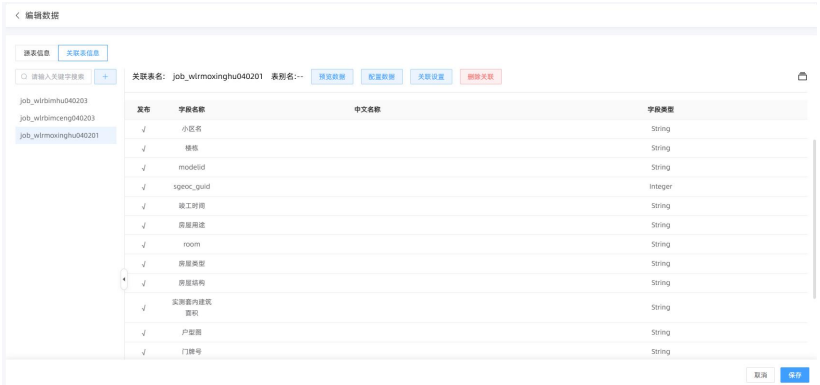 编辑数据
源表信息 关联表信息
请输入关键字搜索 +
关联表名: job_wlrmoxinghu040201 表别名:-- 预览数据 配置数据 关联设置 删除关联
job_wlrbimhu040203
job_wlrbimceng040203
job_wlrmoxinghu040201
发布 字段名称 中文名称 字段类型
√ 小区名 String
√ 楼栋 String
√ modelid String
√ sgeoc_guid Integer
√ 竣工时间 String
√ 房屋用途 String
√ room String
√ 房屋类型 String
√ 房屋结构 String
√ 实测套内建筑 String
面积
√ 户型图 String
√ 门牌号 String
取消 保存